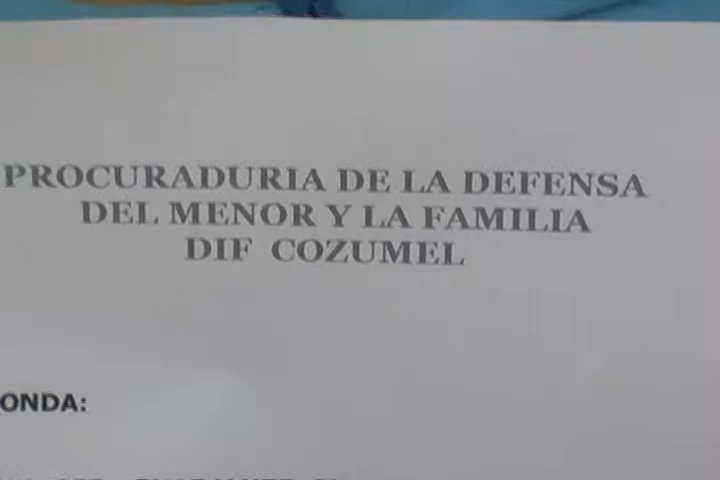 PROCURADURIA DE LA DEFENSA
DEL MENOR Y LA FAMILIA
DIF COZUMEL
ONDA: